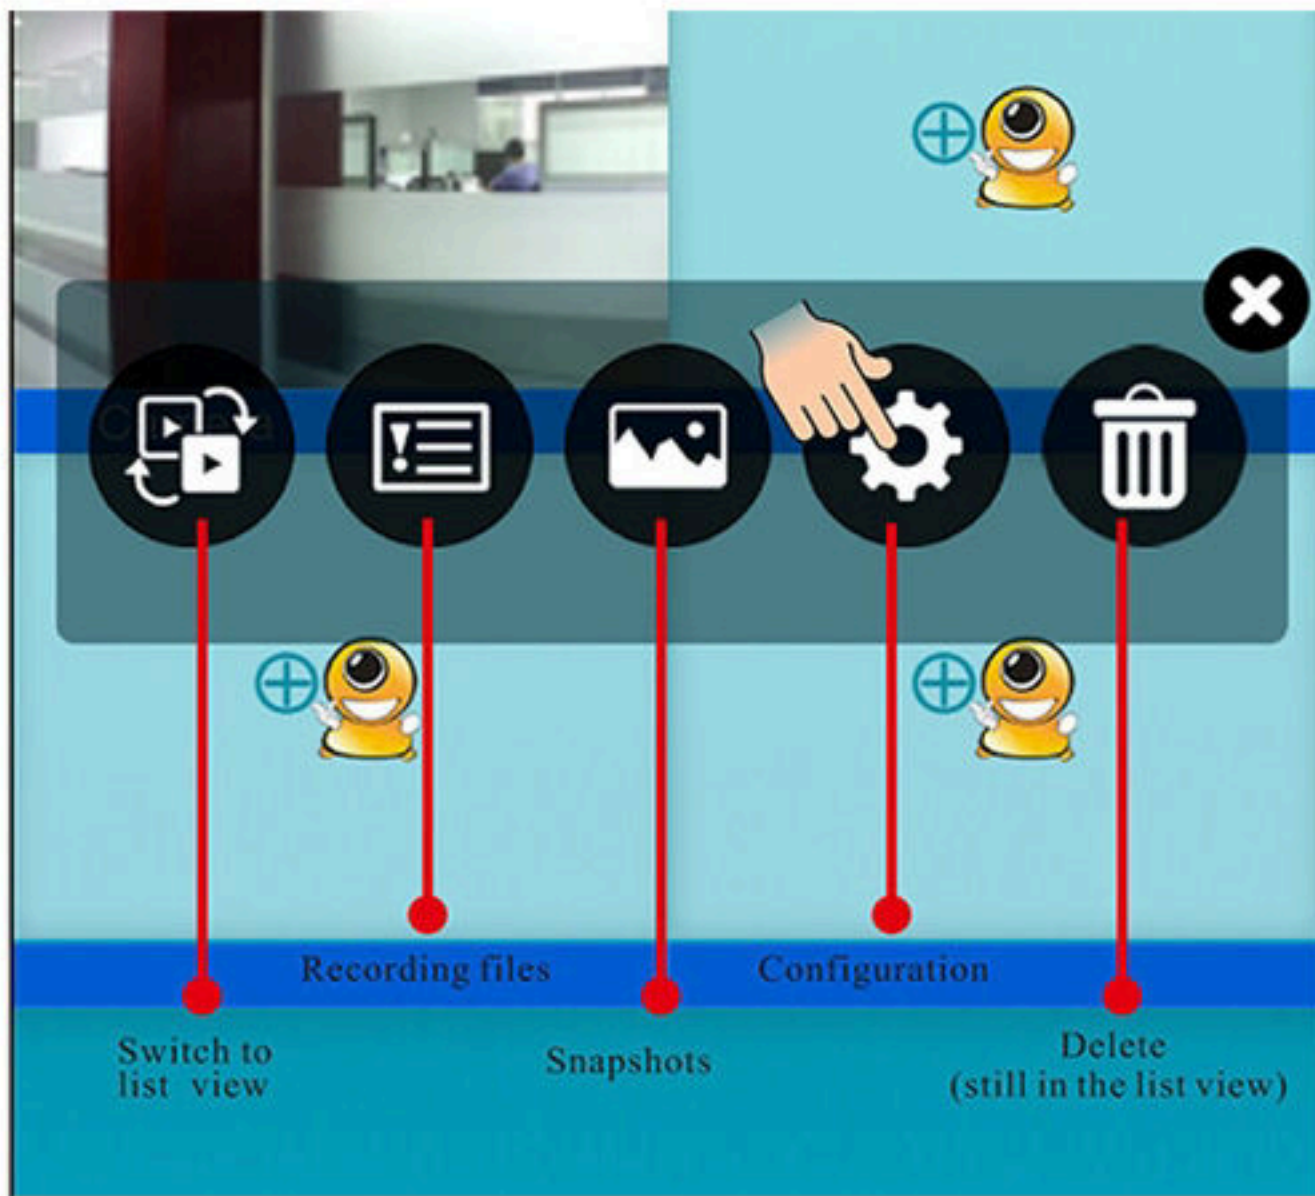 Recording files
Configuration
Switch to
list view
Snapshots
Delete
(still in the list view)